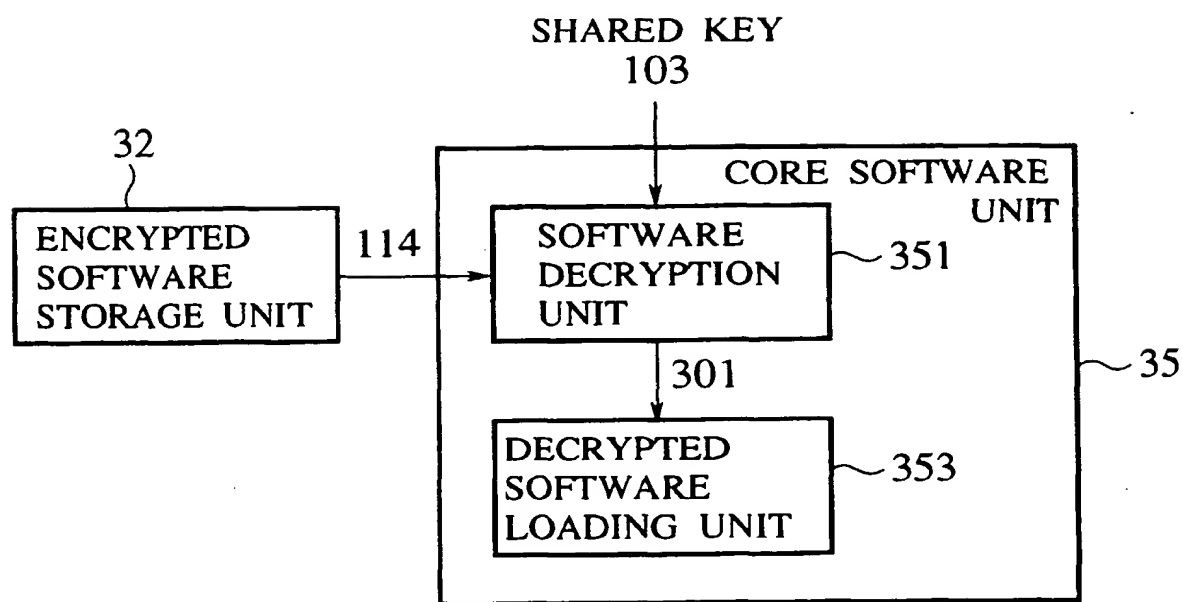 SHARED KEY
103
32
CORE SOFTWARE
UNIT
ENCRYPTED
SOFTWARE
STORAGE UNIT
114
SOFTWARE
DECRYPTION
UNIT
351
301
35
DECRYPTED
SOFTWARE
LOADING UNIT
353